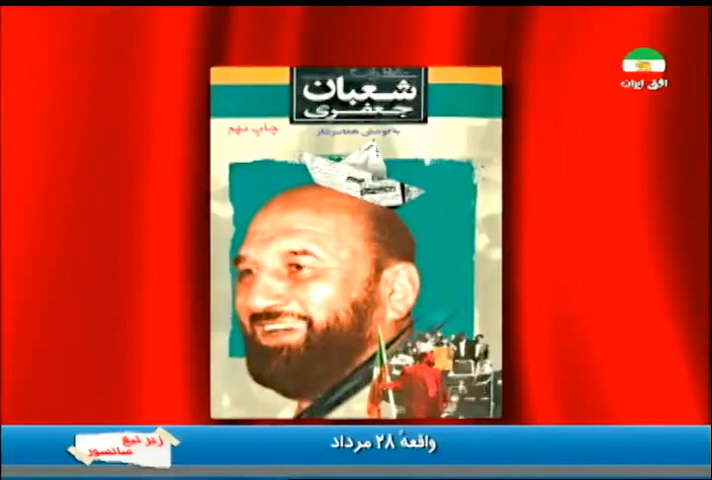 افق ایران
شعبان
جعفری
به کوشش هما سرشار
چاپ نهم
واقعهٔ ۲۸ مرداد
زیر تیغ
سانسور